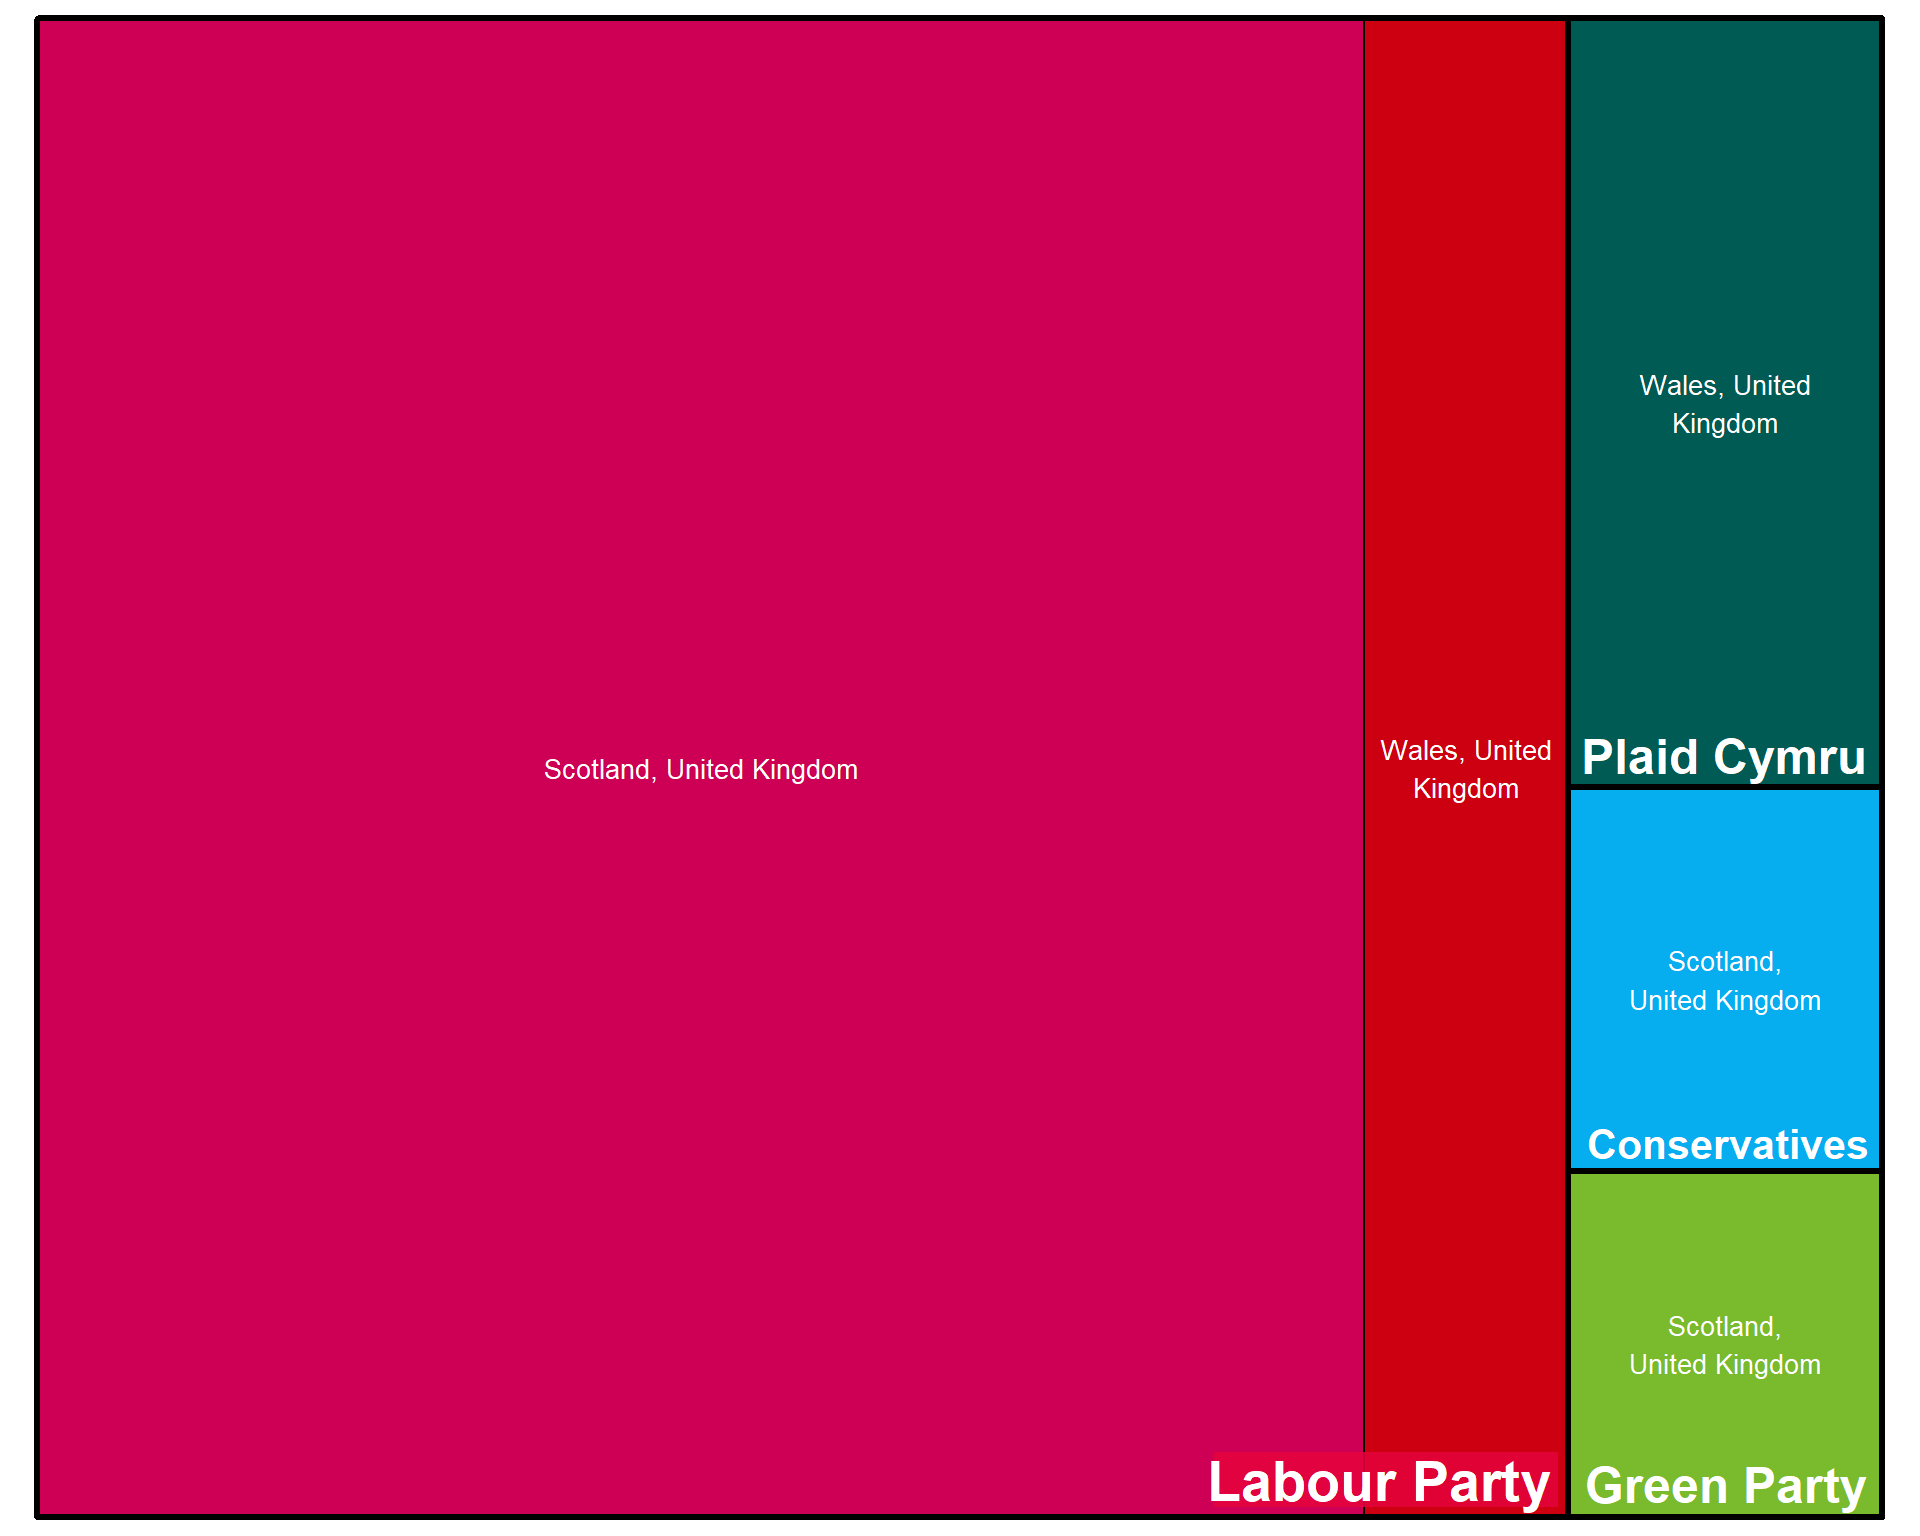 Scotland, United Kingdom
Wales, United
Kingdom
Labour Party
Wales, United
Kingdom
Plaid Cymru
Scotland,
United Kingdom
Conservatives
Scotland,
United Kingdom
Green Party